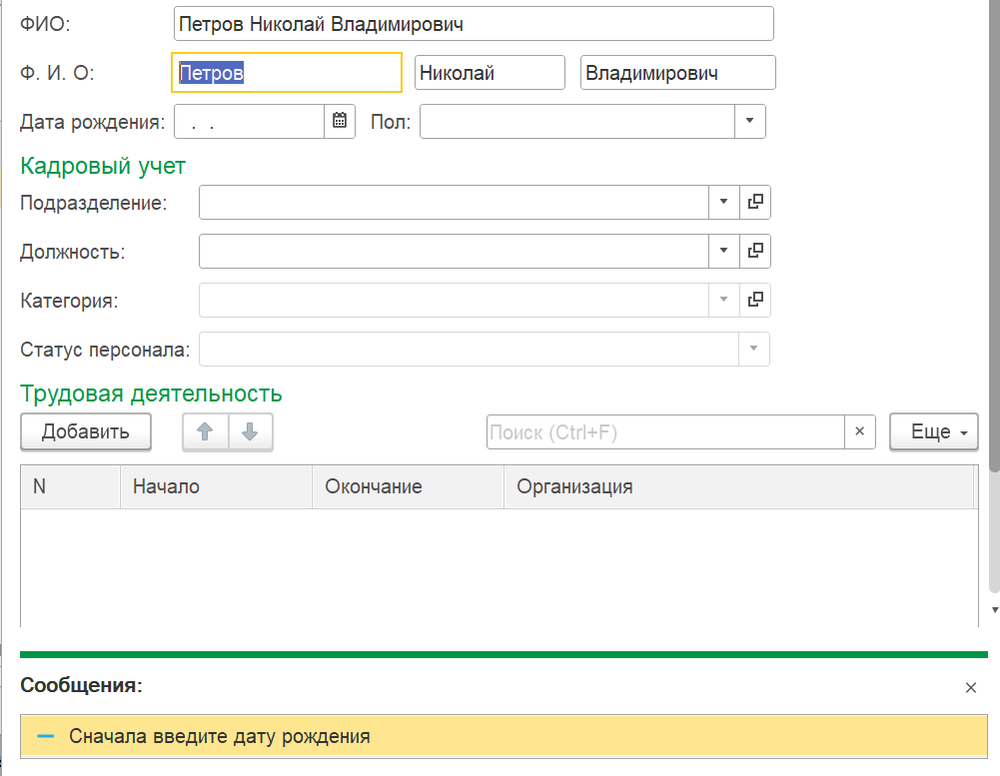 ФИО: Петров Николай Владимирович
Ф. И. О: Петров Николай Владимирович
Дата рождения: . . Пол:
Кадровый учет
Подразделение:
Должность:
Категория:
Статус персонала:
Трудовая деятельность
Добавить Поиск (Ctrl+F) × Еще
N Начало Окончание Организация
Сообщения:
Сначала введите дату рождения